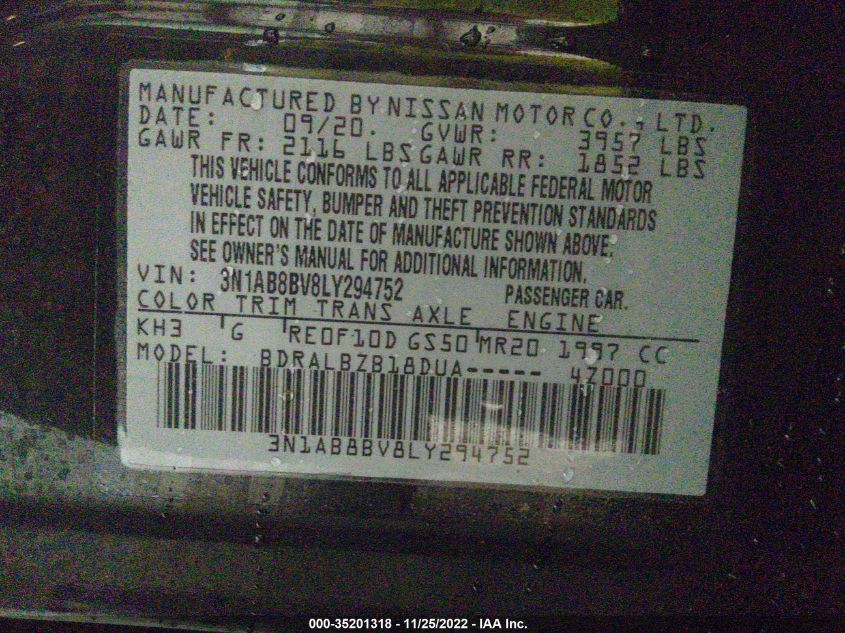 MANUFACTURED BY NISSAN MOTOR CO., LTD.
DATE: 09/20. GVWR: 3957 LBS
GAWR FR: 2116 LBS GAWR RR: 1852 LBS
THIS VEHICLE CONFORMS TO ALL APPLICABLE FEDERAL MOTOR
VEHICLE SAFETY, BUMPER AND THEFT PREVENTION STANDARDS
IN EFFECT ON THE DATE OF MANUFACTURE SHOWN ABOVE.
SEE OWNER'S MANUAL FOR ADDITIONAL INFORMATION.
VIN: 3N1AB8BV8LY294752 PASSENGER CAR.
COLOR TRIM TRANS AXLE ENGINE
KH3 G RE0F10D GS50 MR20 1997 CC
MODEL: BDRALBZB18DUA----- 4Z000
3N1AB8BV8LY294752
000-35201318 - 11/25/2022 - IAA Inc.